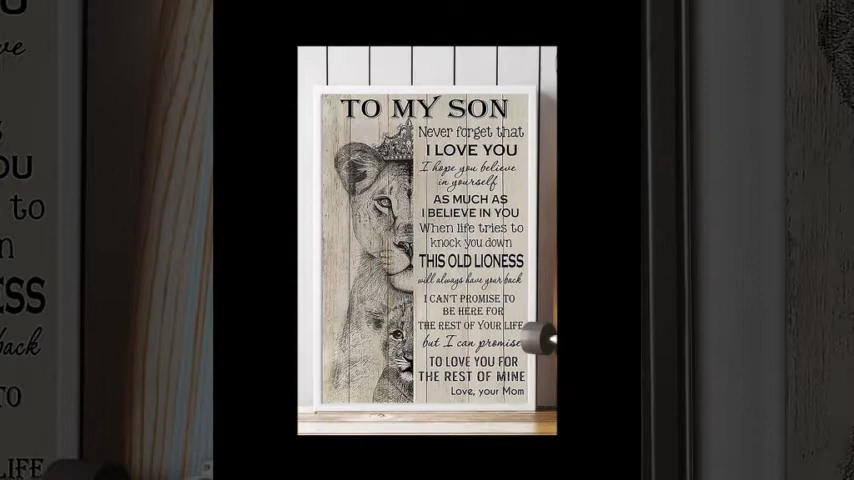 TO MY SON
Never forget that
I LOVE YOU
I hope you believe
in yourself
AS MUCH AS
I BELIEVE IN YOU
When life tries to
knock you down
THIS OLD LIONESS
will always have your back
I CAN'T PROMISE TO
BE HERE FOR
THE REST OF YOUR LIFE
but I can promise
TO LOVE YOU FOR
THE REST OF MINE
Love, your Mom